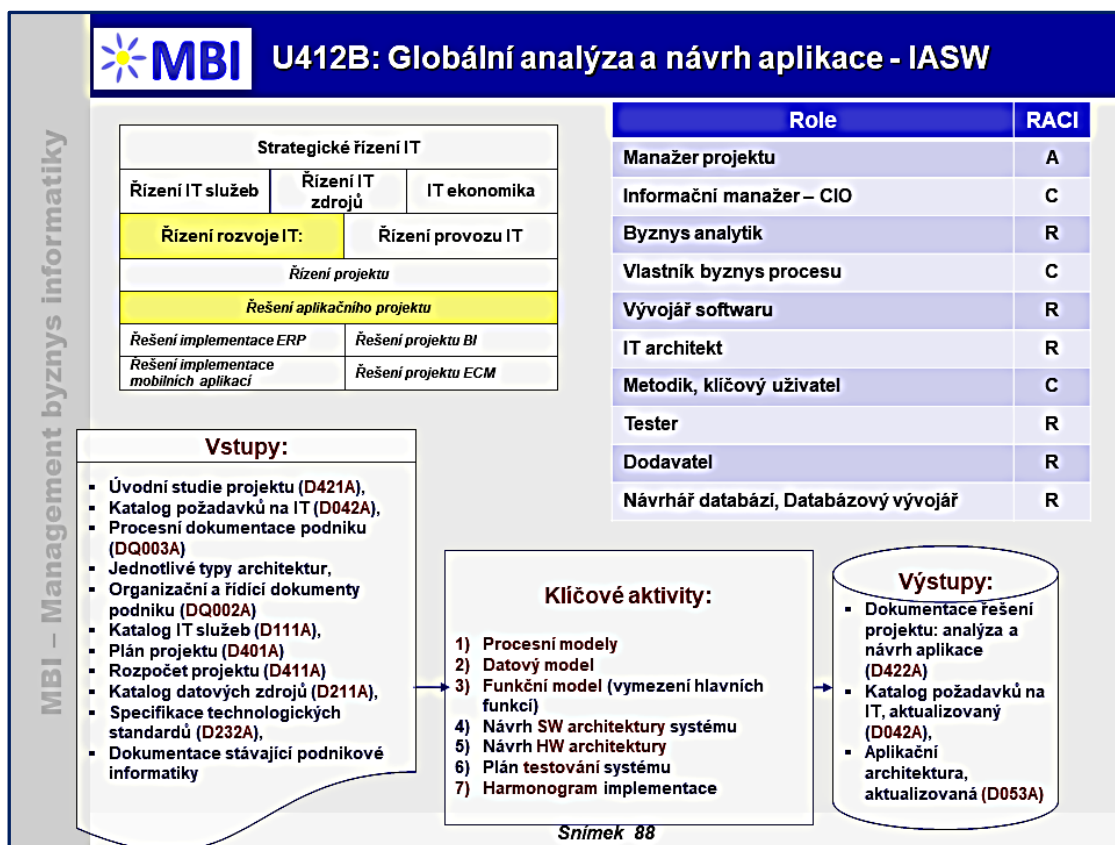 MBI
U412B: Globální analýza a návrh aplikace - IASW
MBI – Management byznys informatiky
Strategické řízení IT
Řízení IT služeb
Řízení IT
zdrojů
IT ekonomika
Řízení rozvoje IT:
Řízení provozu IT
Řízení projektu
Řešení aplikačního projektu
Řešení implementace ERP
Řešení projektu BI
Řešení implementace
mobilních aplikací
Řešení projektu ECM
Role RACI
Manažer projektu A
Informační manažer – CIO C
Byznys analytik R
Vlastník byznys procesu C
Vývojář softwaru R
IT architekt R
Metodik, klíčový uživatel C
Tester R
Dodavatel R
Návrhář databází, Databázový vývojář R
Vstupy:
▪ Úvodní studie projektu (D421A),
▪ Katalog požadavků na IT (D042A),
▪ Procesní dokumentace podniku
(DQ003A)
▪ Jednotlivé typy architektur,
▪ Organizační a řídící dokumenty
podniku (DQ002A)
▪ Katalog IT služeb (D111A),
▪ Plán projektu (D401A)
▪ Rozpočet projektu (D411A)
▪ Katalog datových zdrojů (D211A),
▪ Specifikace technologických
standardů (D232A),
▪ Dokumentace stávající podnikové
informatiky
Klíčové aktivity:
1) Procesní modely
2) Datový model
3) Funkční model (vymezení hlavních
funkcí)
4) Návrh SW architektury systému
5) Návrh HW architektury
6) Plán testování systému
7) Harmonogram implementace
Výstupy:
▪ Dokumentace řešení
projektu: analýza a
návrh aplikace
(D422A)
▪ Katalog požadavků na
IT, aktualizovaný
(D042A),
▪ Aplikační
architektura,
aktualizovaná (D053A)
Snímek 88